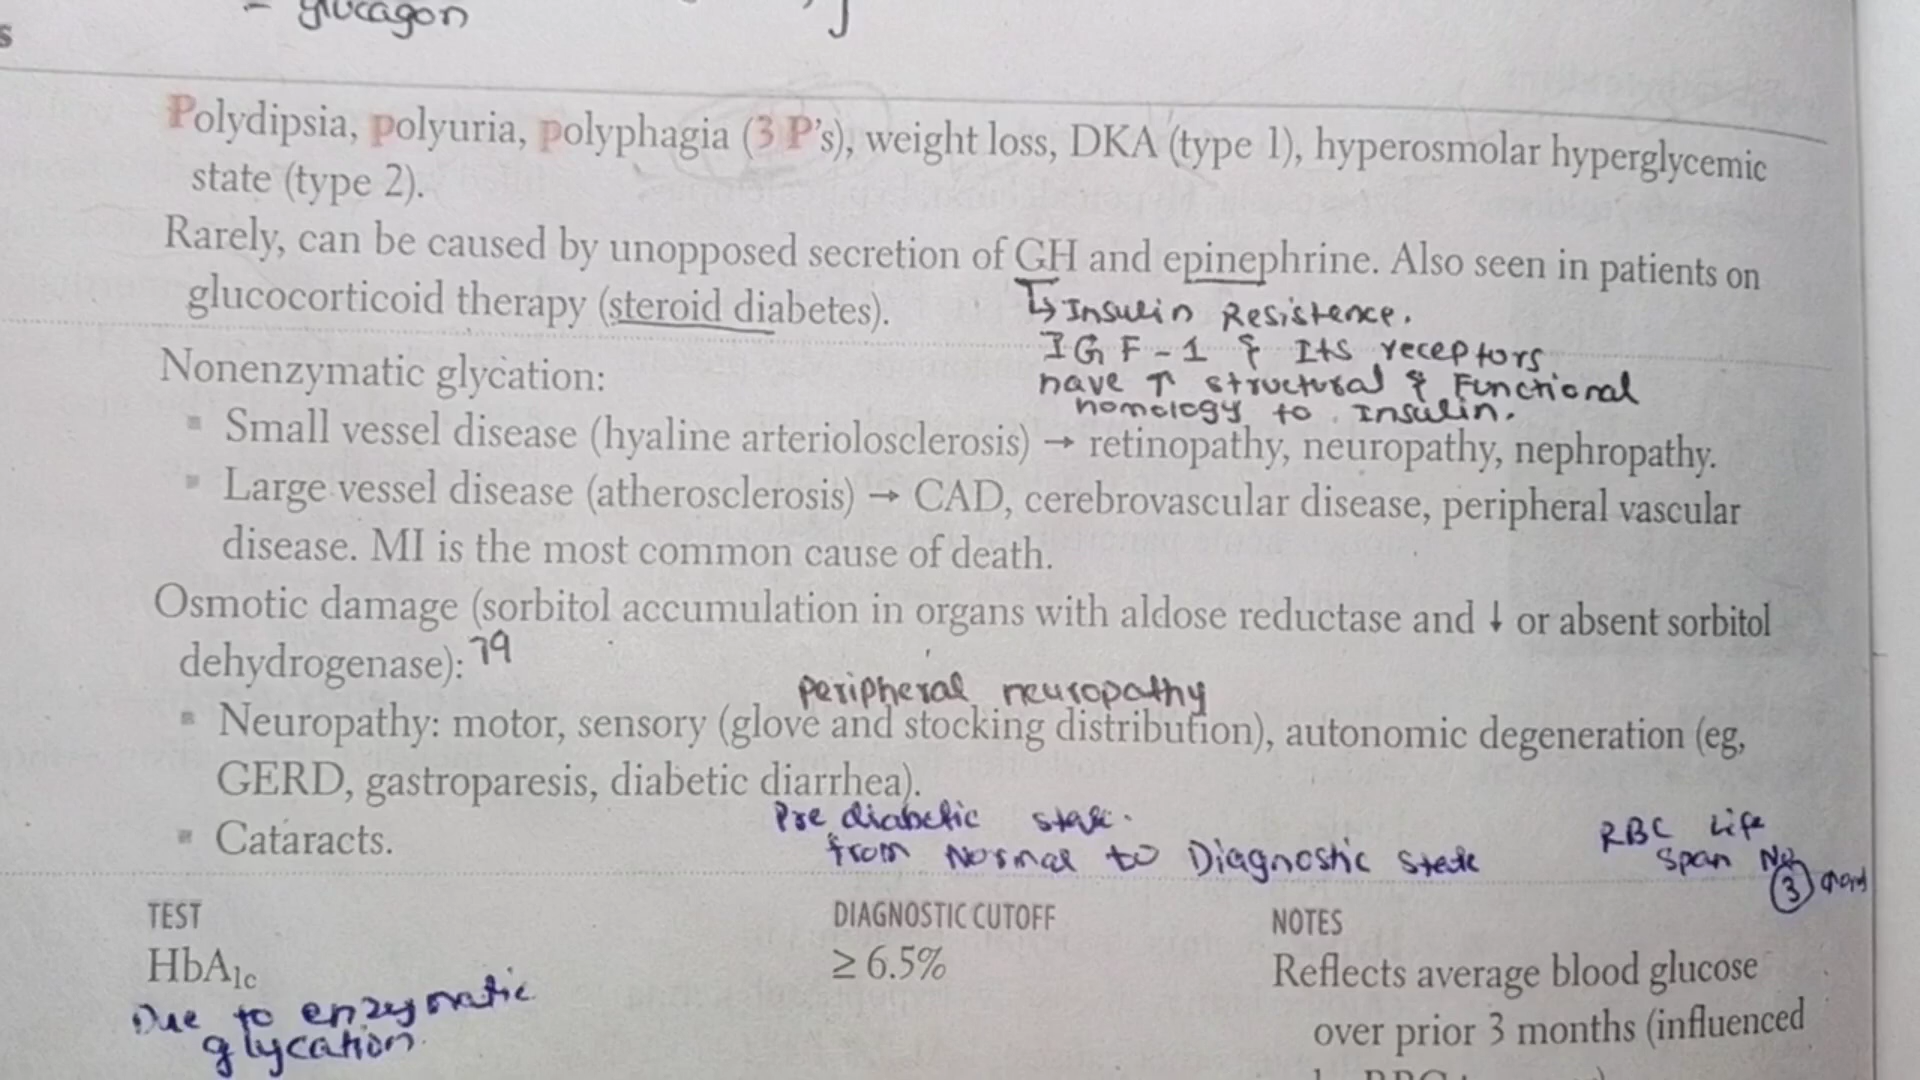 - glucagon
s
Polydipsia, polyuria, polyphagia (3 P's), weight loss, DKA (type 1), hyperosmolar hyperglycemic
state (type 2).
Rarely, can be caused by unopposed secretion of GH and epinephrine. Also seen in patients on
glucocorticoid therapy (steroid diabetes).
↳ Insulin Resistence.
IGF-1 & Its receptors
have ↑ structural & Functional
homology to Insulin.
Nonenzymatic glycation:
▪ Small vessel disease (hyaline arteriolosclerosis) → retinopathy, neuropathy, nephropathy.
▪ Large vessel disease (atherosclerosis) → CAD, cerebrovascular disease, peripheral vascular
disease. MI is the most common cause of death.
Osmotic damage (sorbitol accumulation in organs with aldose reductase and ↓ or absent sorbitol
dehydrogenase): 79
peripheral neuropathy
▪ Neuropathy: motor, sensory (glove and stocking distribution), autonomic degeneration (eg,
GERD, gastroparesis, diabetic diarrhea).
▪ Cataracts.
Pre diabetic state.
from Normal to Diagnostic state
RBC Life
span
3
TEST DIAGNOSTIC CUTOFF NOTES
HbA1c ≥ 6.5% Reflects average blood glucose
over prior 3 months (influenced
Due to enzymatic
glycation.